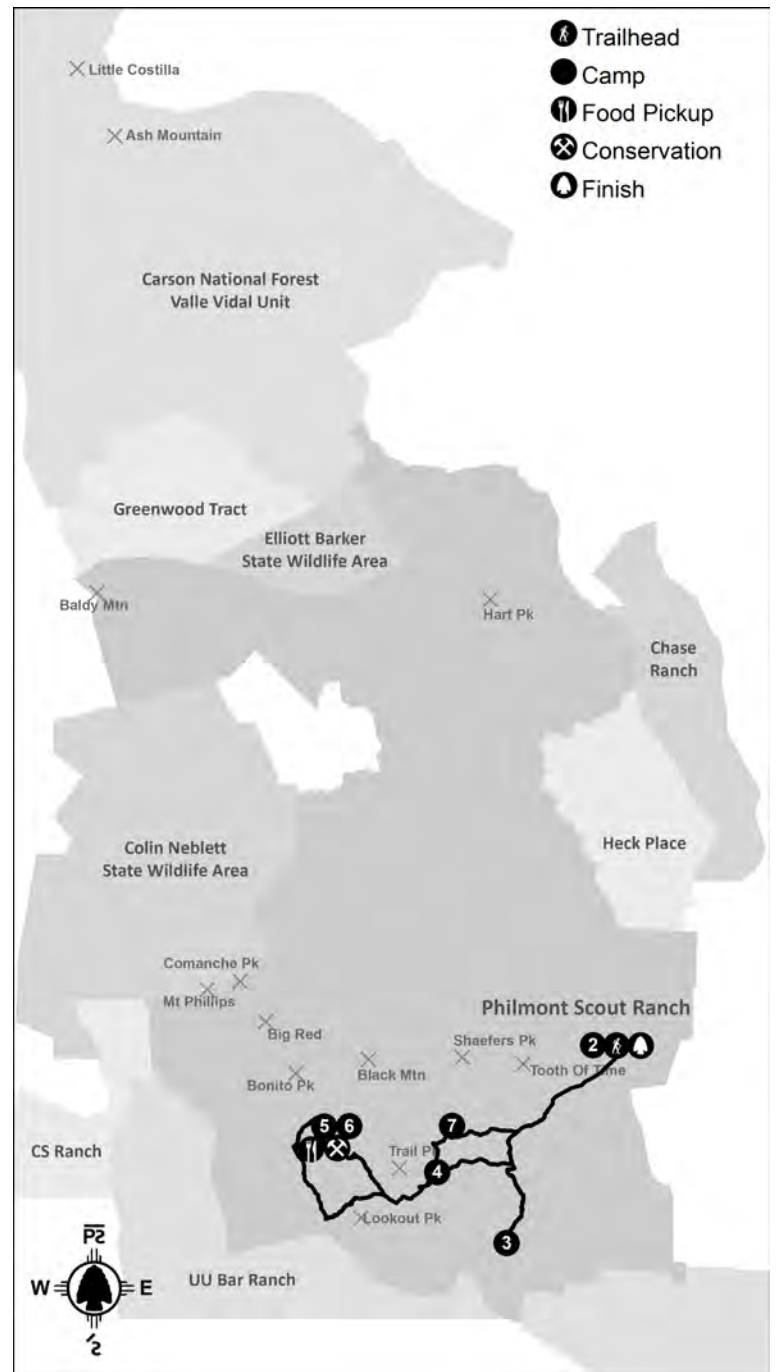 Trailhead
Camp
Food Pickup
Conservation
Finish
Little Costilla
Ash Mountain
Carson National Forest
Valle Vidal Unit
Greenwood Tract
Elliott Barker
State Wildlife Area
Baldy Mtn
Hart Pk
Chase
Ranch
Heck Place
Colin Neblett
State Wildlife Area
Comanche Pk
Mt Phillips
Big Red
Bonito Pk
Black Mtn
Shaefers Pk
Tooth Of Time
Philmont Scout Ranch
2
5
6
7
Trail P
4
3
CS Ranch
Lookout Pk
UU Bar Ranch
W
E